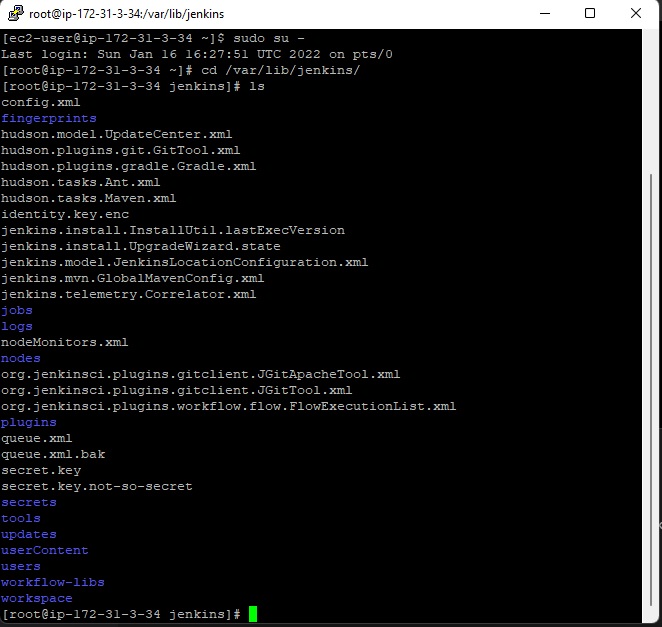 root@ip-172-31-3-34:/var/lib/jenkins
[ec2-user@ip-172-31-3-34 ~]$ sudo su -
Last login: Sun Jan 16 16:27:51 UTC 2022 on pts/0
[root@ip-172-31-3-34 ~]# cd /var/lib/jenkins/
[root@ip-172-31-3-34 jenkins]# ls
config.xml
fingerprints
hudson.model.UpdateCenter.xml
hudson.plugins.git.GitTool.xml
hudson.plugins.gradle.Gradle.xml
hudson.tasks.Ant.xml
hudson.tasks.Maven.xml
identity.key.enc
jenkins.install.InstallUtil.lastExecVersion
jenkins.install.UpgradeWizard.state
jenkins.model.JenkinsLocationConfiguration.xml
jenkins.mvn.GlobalMavenConfig.xml
jenkins.telemetry.Correlator.xml
jobs
logs
nodeMonitors.xml
nodes
org.jenkinsci.plugins.gitclient.JGitApacheTool.xml
org.jenkinsci.plugins.gitclient.JGitTool.xml
org.jenkinsci.plugins.workflow.flow.FlowExecutionList.xml
plugins
queue.xml
queue.xml.bak
secret.key
secret.key.not-so-secret
secrets
tools
updates
userContent
users
workflow-libs
workspace
[root@ip-172-31-3-34 jenkins]#